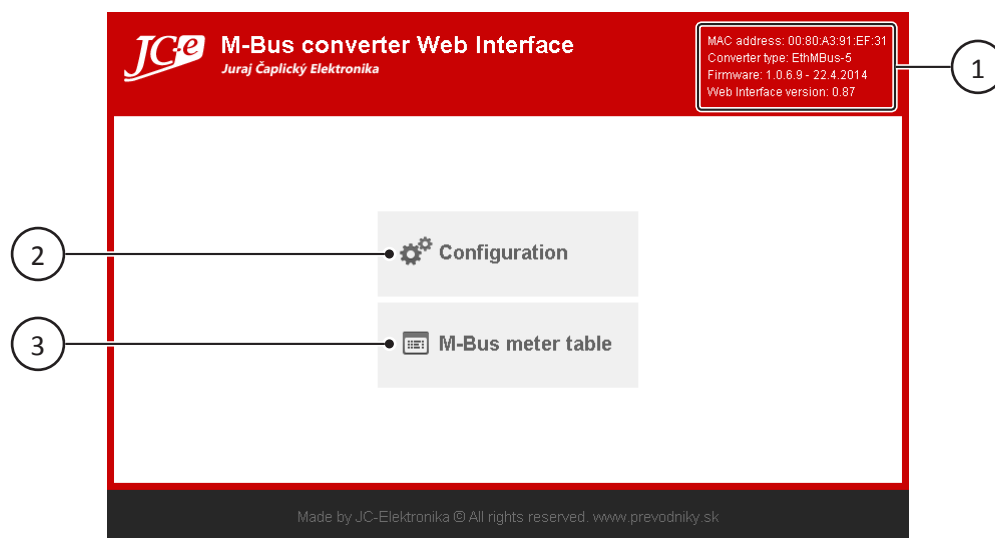 JC-e
M-Bus converter Web Interface
Juraj Čaplický Elektronika
MAC address: 00:80:A3:91:EF:31
Converter type: EthMBus-5
Firmware: 1.0.6.9 - 22.4.2014
Web Interface version: 0.87
1
2
Configuration
3
M-Bus meter table
Made by JC-Elektronika © All rights reserved. www.prevodniky.sk